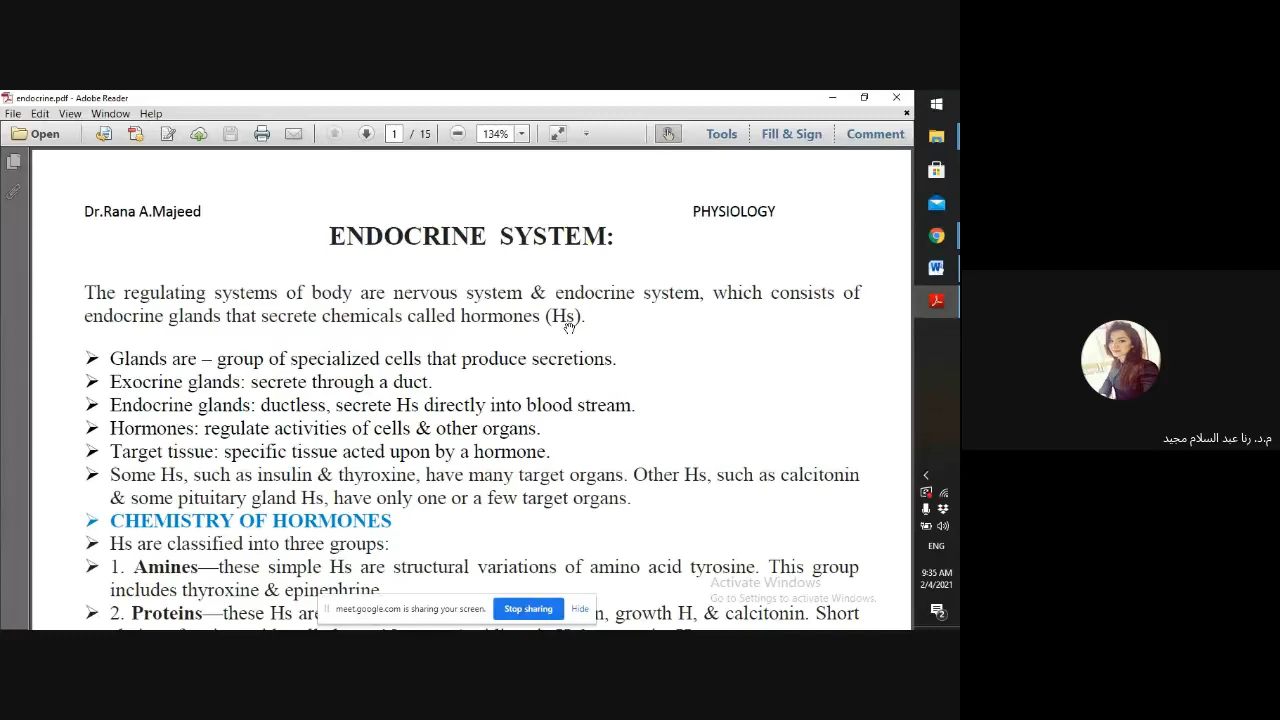 endocrine.pdf - Adobe Reader
File Edit View Window Help
Open 1 / 15 134% Tools Fill & Sign Comment
Dr.Rana A.Majeed PHYSIOLOGY
ENDOCRINE SYSTEM:
The regulating systems of body are nervous system & endocrine system, which consists of
endocrine glands that secrete chemicals called hormones (Hs).
➢ Glands are – group of specialized cells that produce secretions.
➢ Exocrine glands: secrete through a duct.
➢ Endocrine glands: ductless, secrete Hs directly into blood stream.
➢ Hormones: regulate activities of cells & other organs.
➢ Target tissue: specific tissue acted upon by a hormone.
➢ Some Hs, such as insulin & thyroxine, have many target organs. Other Hs, such as calcitonin
& some pituitary gland Hs, have only one or a few target organs.
➢ CHEMISTRY OF HORMONES
➢ Hs are classified into three groups:
➢ 1. Amines—these simple Hs are structural variations of amino acid tyrosine. This group
includes thyroxine & epinephrine
➢ 2. Proteins—these Hs are growth H, & calcitonin. Short
Activate Windows
Go to Settings to activate Windows.
meet.google.com is sharing your screen. Stop sharing Hide
ENG
9:35 AM
2/4/2021
2
م.د. رنا عبد السلام مجيد